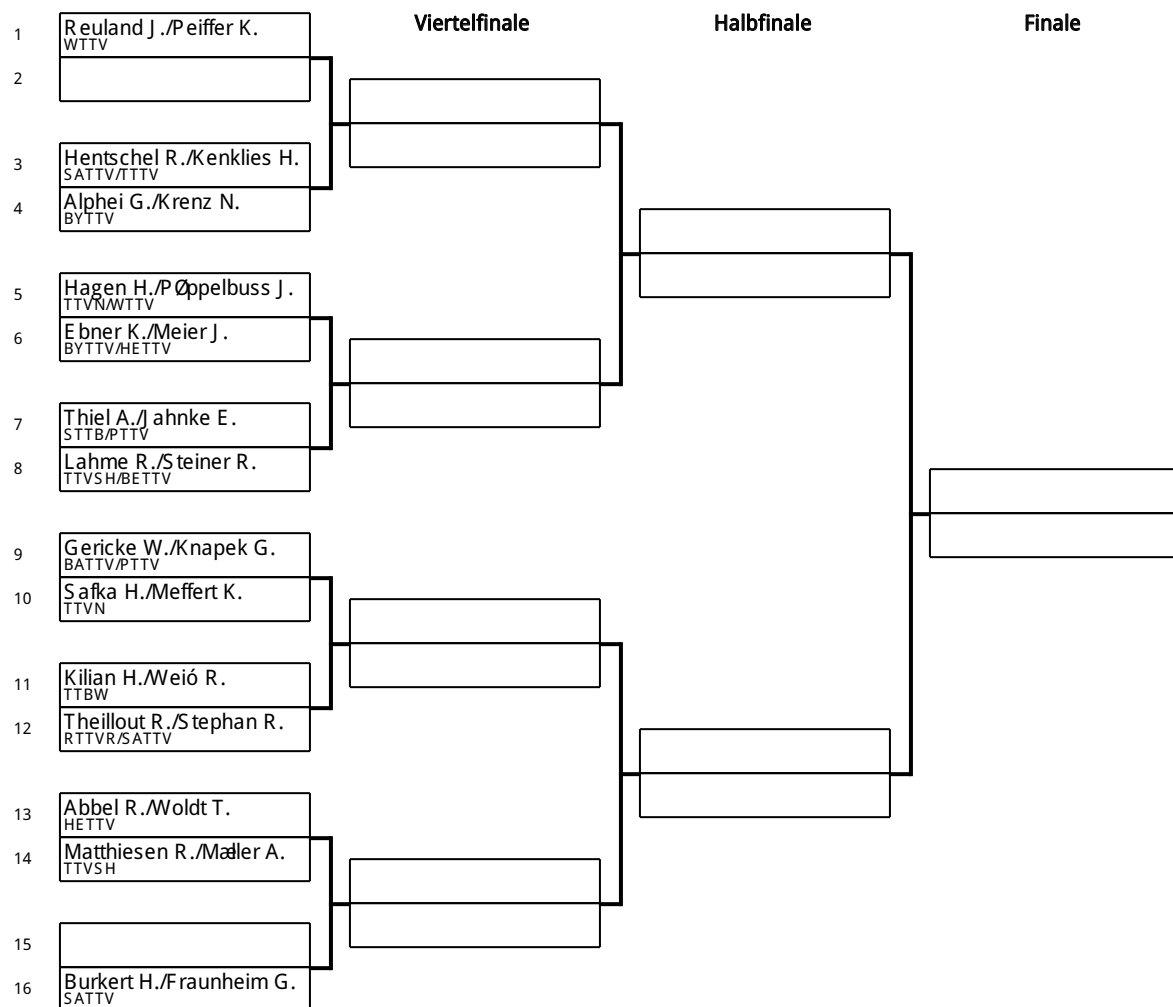 Viertelfinale Halbfinale Finale
1 Reuland J./Peiffer K.
WTTV
2
3 Hentschel R./Kenklies H.
SATTV/TTTV
4 Alphei G./Krenz N.
BYTTV
5 Hagen H./PØppelbuss J.
TTVN/WTTV
6 Ebner K./Meier J.
BYTTV/HETTV
7 Thiel A./Jahnke E.
STTB/PTTV
8 Lahme R./Steiner R.
TTVSH/BETTV
9 Gericke W./Knapek G.
BATTV/PTTV
10 Safka H./Meffert K.
TTVN
11 Kilian H./Weió R.
TTBW
12 Theillout R./Stephan R.
RTTVR/SATTV
13 Abbel R./Woldt T.
HETTV
14 Matthiesen R./Mæller A.
TTVSH
15
16 Burkert H./Fraunheim G.
SATTV